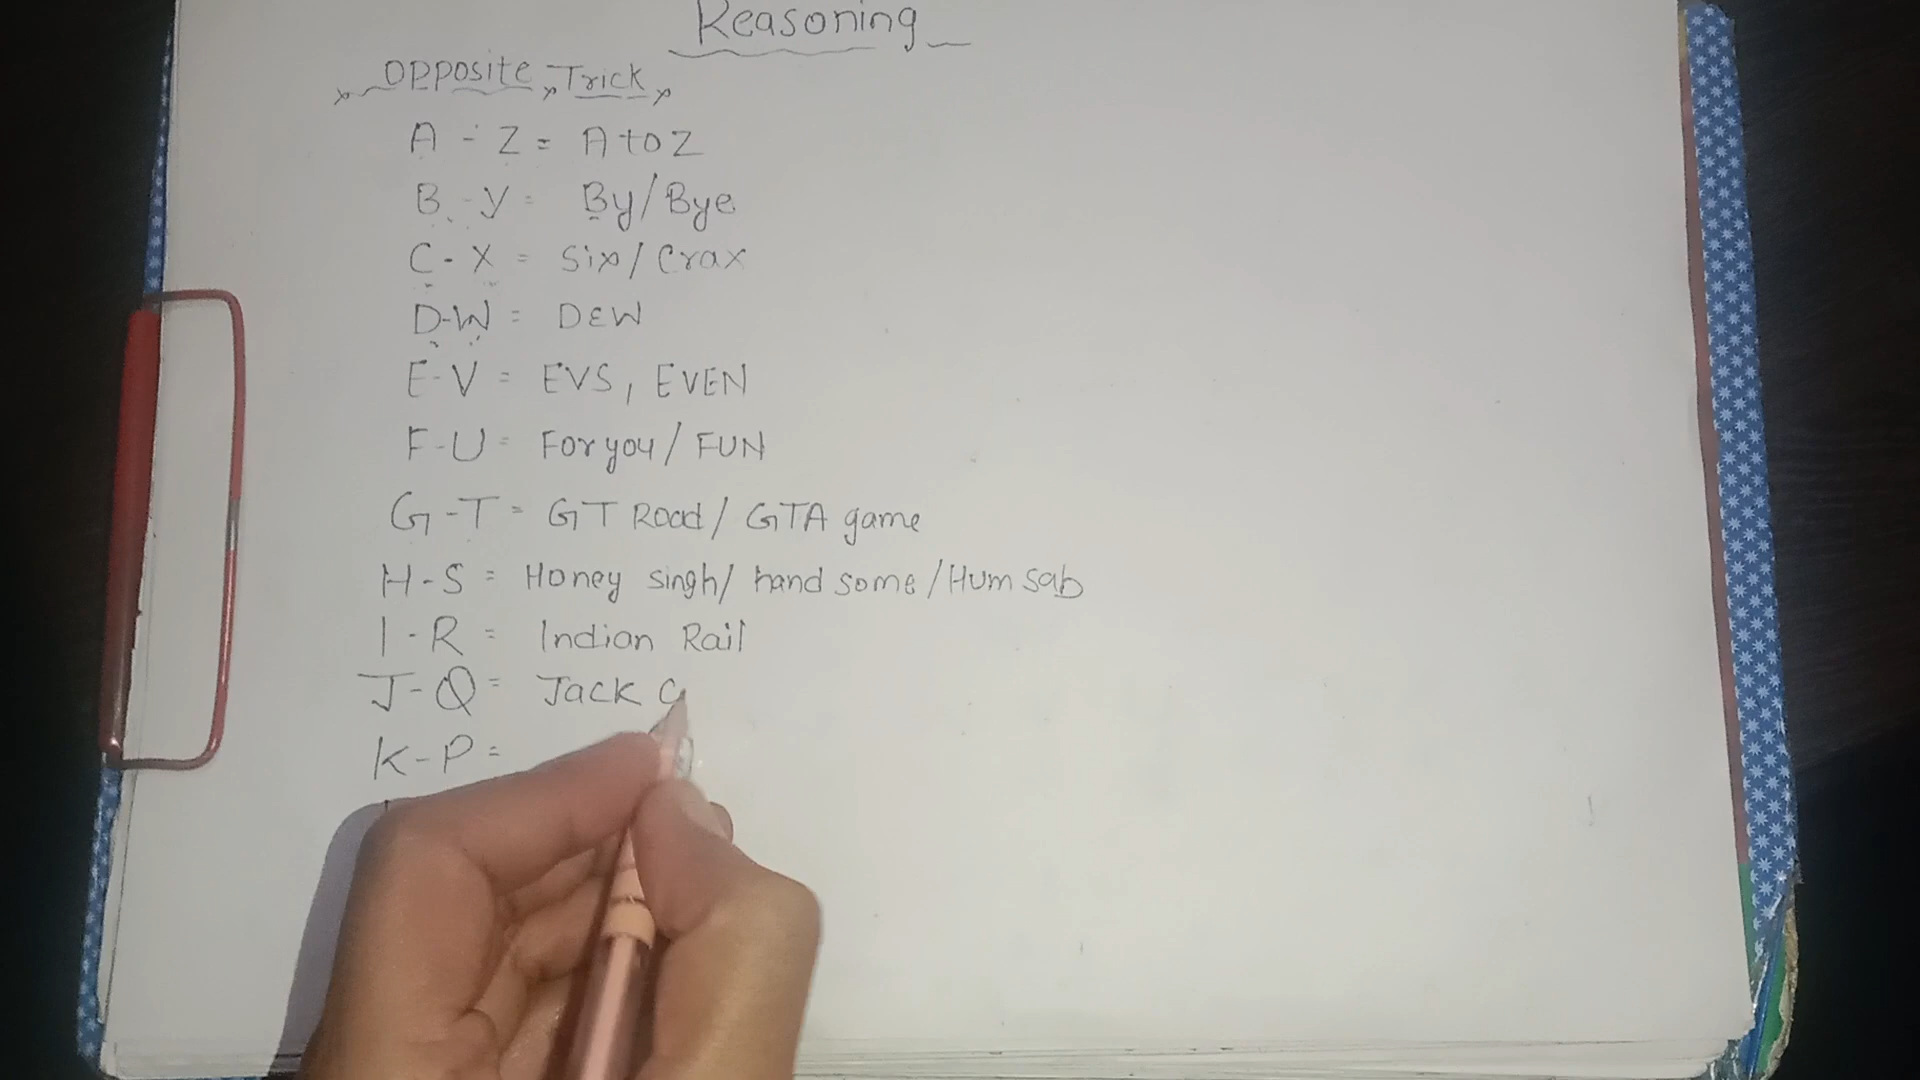 Reasoning
Opposite Trick
A - Z = A to Z
B - Y = By/Bye
C - X = Six/Crax
D-W = DEW
E-V = EVS, EVEN
F-U = For you/ FUN
G-T = GT Road/ GTA game
H-S = Honey singh/ hand some/Hum sab
I-R = Indian Rail
J-Q = Jack
K-P =